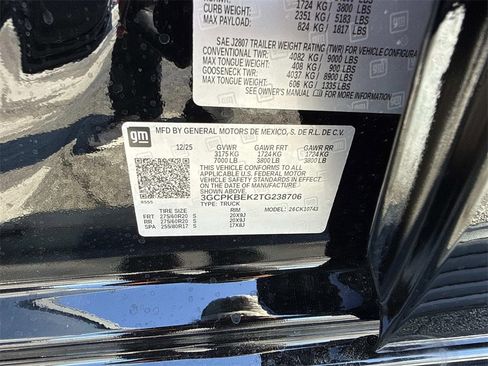 CURB WEIGHT: 1724 KG 3800 LBS
2351 5183 LBS
MAX PAYLOAD: 824 KG 1817 LBS
SAE J2807 TRAILER WEIGHT RATING (TWR) FOR VEHICLE CONFIGURA
CONVENTIONAL TWR: 4082 KG 9000 LBS
MAX TONGUE WEIGHT: 408 KG 900 LBS
GOOSENECK TWR: 4037 KG 8900 LBS
MAX TONGUE WEIGHT: 606 KG 1335 LBS
SEE OWNER'S MANUAL
gm
MFD BY GENERAL MOTORS DE MEXICO, S. DE R.L. DE C.V.
12/25 GVWR GAWR FRT GAWR RR
3175 KG 1724 KG 1724 KG
7000 LB 3800 LB 3800 LB
THIS VEHICLE CONFORMS TO ALL APPLICABLE
U.S. FEDERAL MOTOR VEHICLE SAFETY
STANDARDS IN EFFECT ON THE DATE OF
MANUFACTURE SHOWN ABOVE.
3GCPKBEK2TG238706
TYPE: TRUCK
TIRE SIZE RIM 26CK10743
FRT 275/60R20 S 20X9J
RR 275/60R20 S 20X9J
SPA 255/80R17 S 17X8J